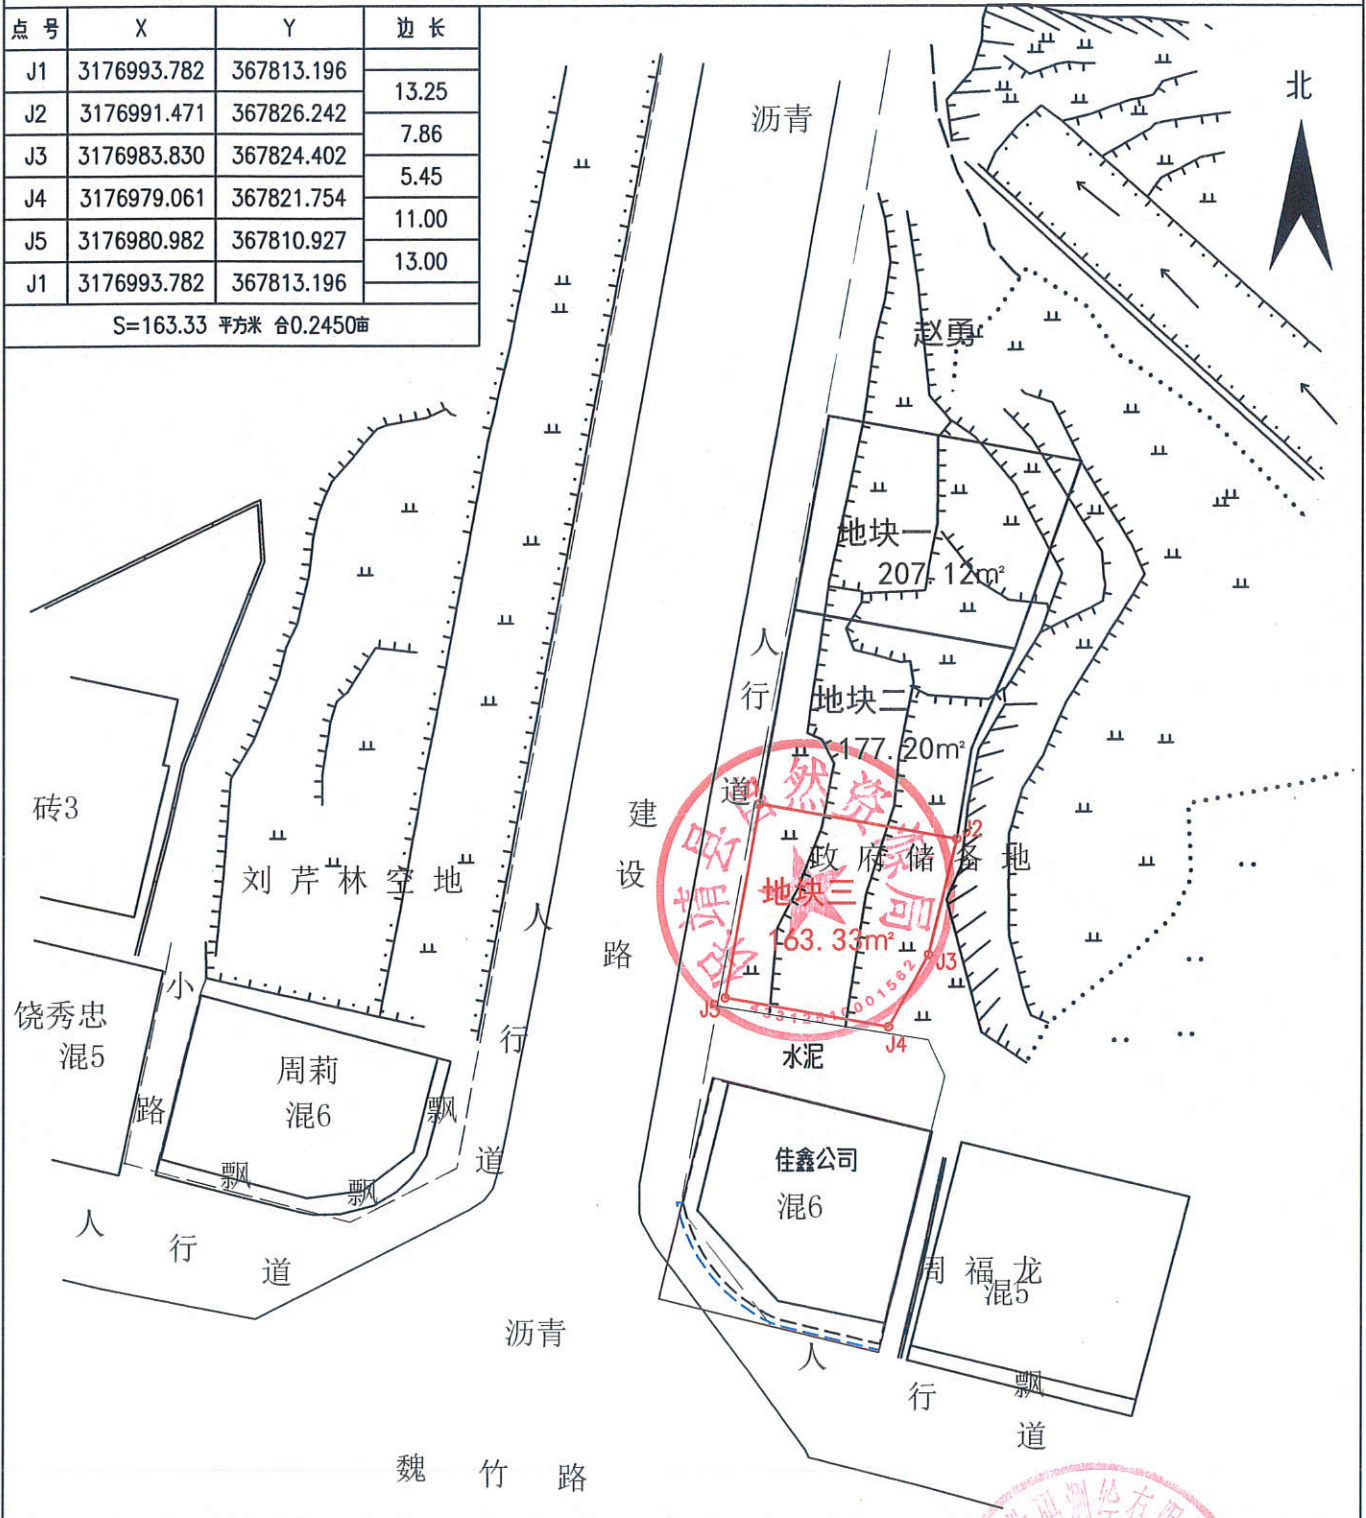 点号 X Y 边长
J1 3176993.782 367813.196
13.25
J2 3176991.471 367826.242
7.86
J3 3176983.830 367824.402
5.45
J4 3176979.061 367821.754
11.00
J5 3176980.982 367810.927
13.00
J1 3176993.782 367813.196
S=163.33 平方米 合0.2450亩
沥青
北
赵勇
地块一
207.12m²
人
行
道
地块二
177.20m²
砖3
建
设
路
J1
J2
政府储备地
地块三
163.33m²
刘芹林空地
人
行
道
J3
J5
J4
43312510001562
小
路
饶秀忠
混5
水泥
周莉
混6
飘
飘
飘
佳鑫公司
混6
人
行
道
周福龙
混5
沥青
人
行
道
飘
魏竹路